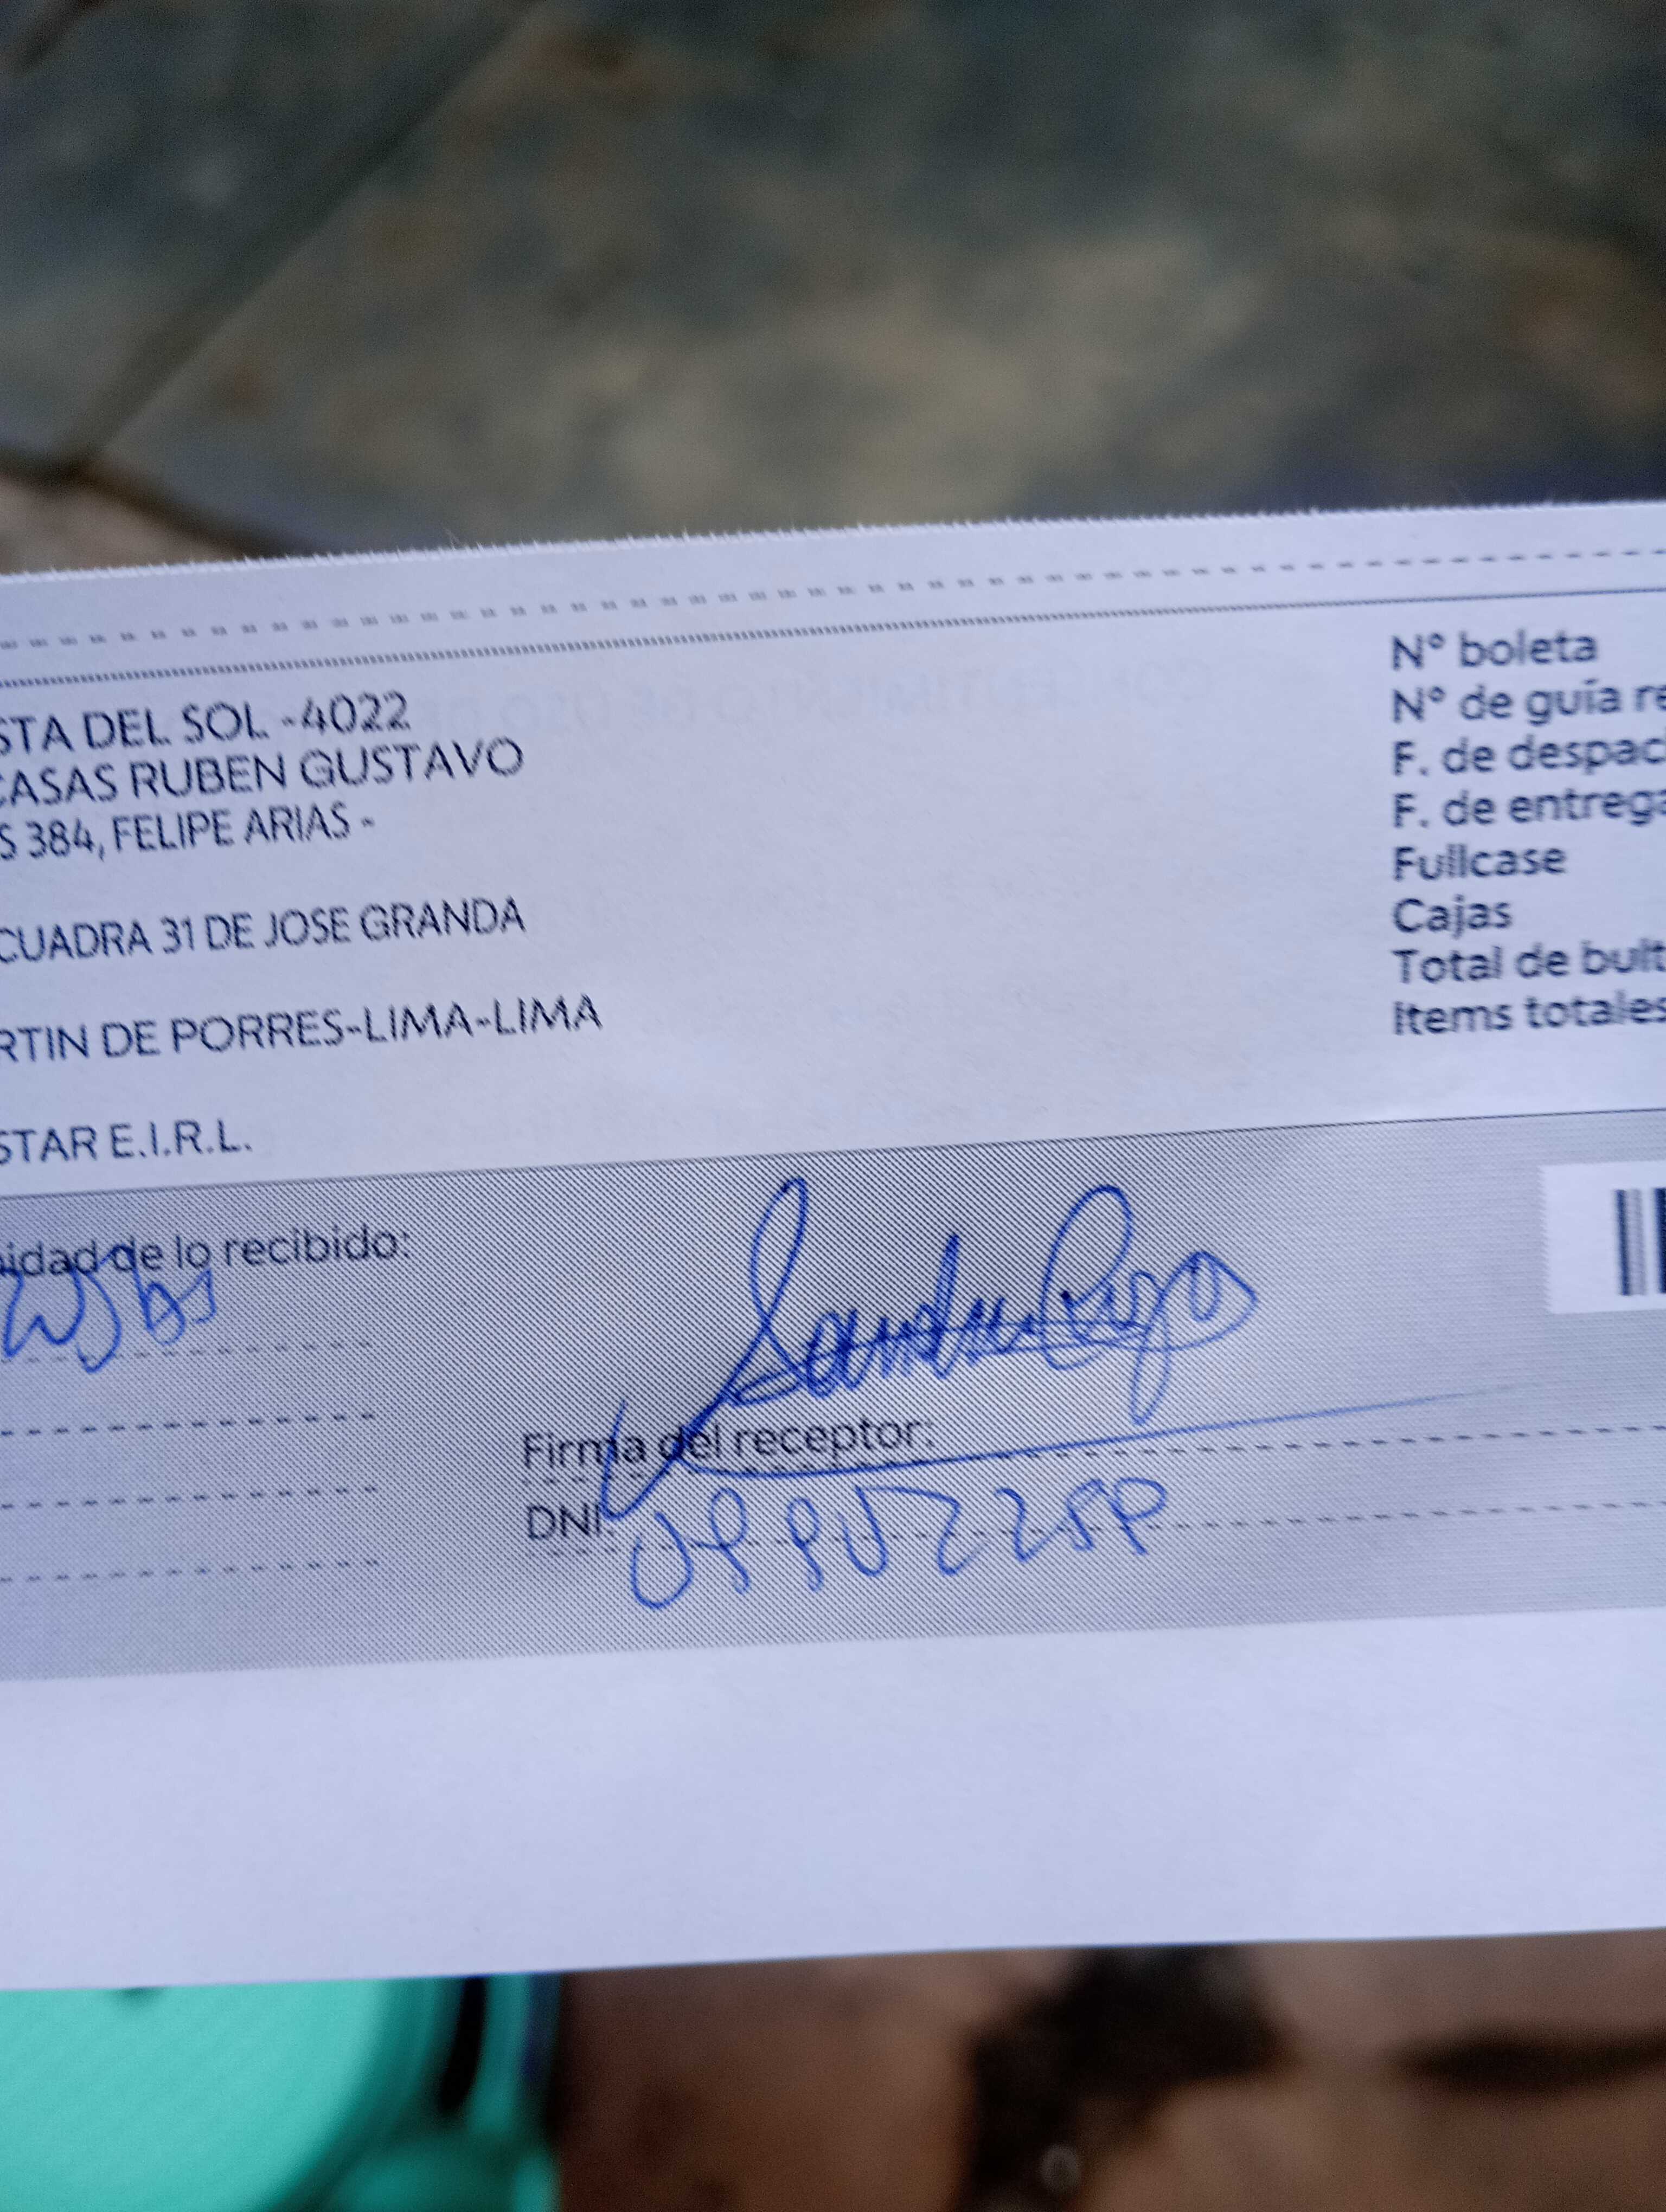 STA DEL SOL -4022
CASAS RUBEN GUSTAVO
S 384, FELIPE ARIAS -
CUADRA 31 DE JOSE GRANDA
RTIN DE PORRES-LIMA-LIMA
STAR E.I.R.L.
N° boleta
N° de guía re
F. de despac
F. de entrega
Fullcase
Cajas
Total de bult
Items totales
idad de lo recibido:
Firma del receptor:
DNI: